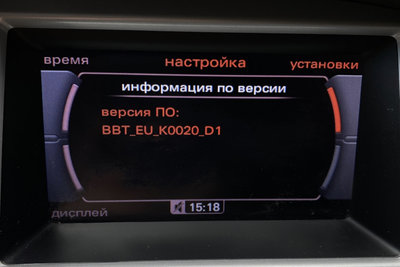 время настройка установки
информация по версии
версия ПО:
BBT_EU_K0020_D1
дисплей 15:18